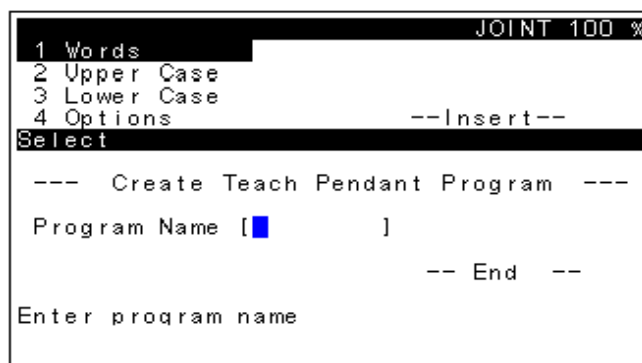 JOINT 100 %
1 Words
2 Upper Case
3 Lower Case
4 Options --Insert--
Select
--- Create Teach Pendant Program ---
Program Name [ ]
-- End --
Enter program name